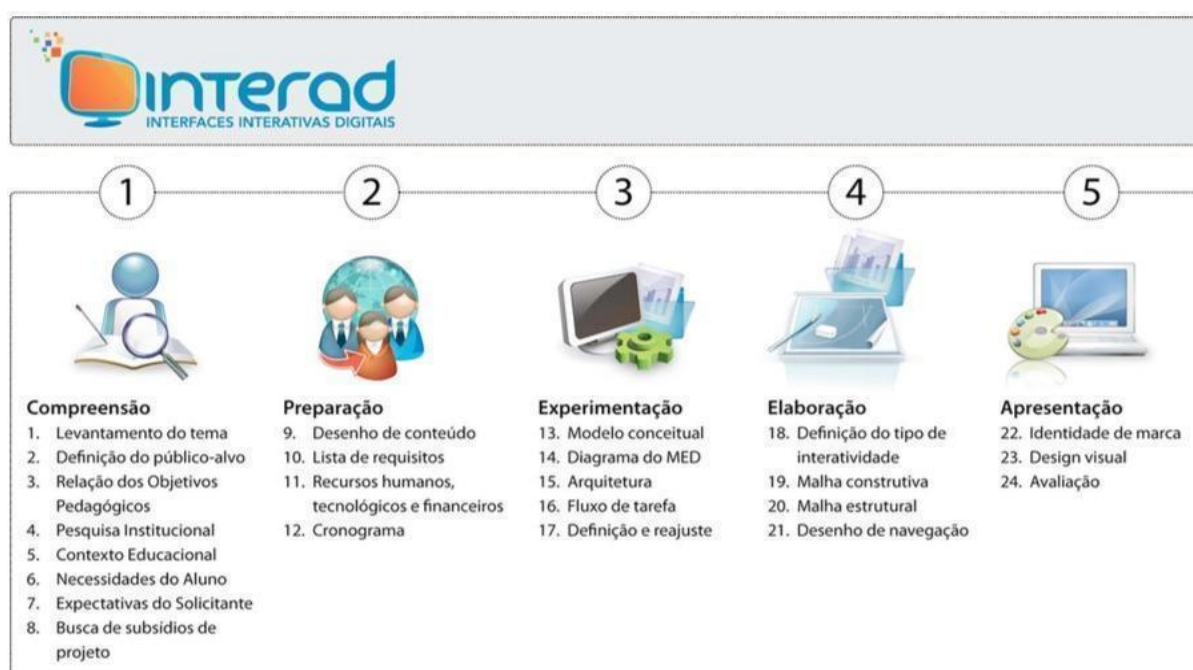 interad
INTERFACES INTERATIVAS DIGITAIS
1
2
3
4
5
Compreensão
1. Levantamento do tema
2. Definição do público-alvo
3. Relação dos Objetivos
Pedagógicos
4. Pesquisa Institucional
5. Contexto Educacional
6. Necessidades do Aluno
7. Expectativas do Solicitante
8. Busca de subsídios de
projeto
Preparação
9. Desenho de conteúdo
10. Lista de requisitos
11. Recursos humanos,
tecnológicos e financeiros
12. Cronograma
Experimentação
13. Modelo conceitual
14. Diagrama do MED
15. Arquitetura
16. Fluxo de tarefa
17. Definição e reajuste
Elaboração
18. Definição do tipo de
interatividade
19. Malha construtiva
20. Malha estrutural
21. Desenho de navegação
Apresentação
22. Identidade de marca
23. Design visual
24. Avaliação